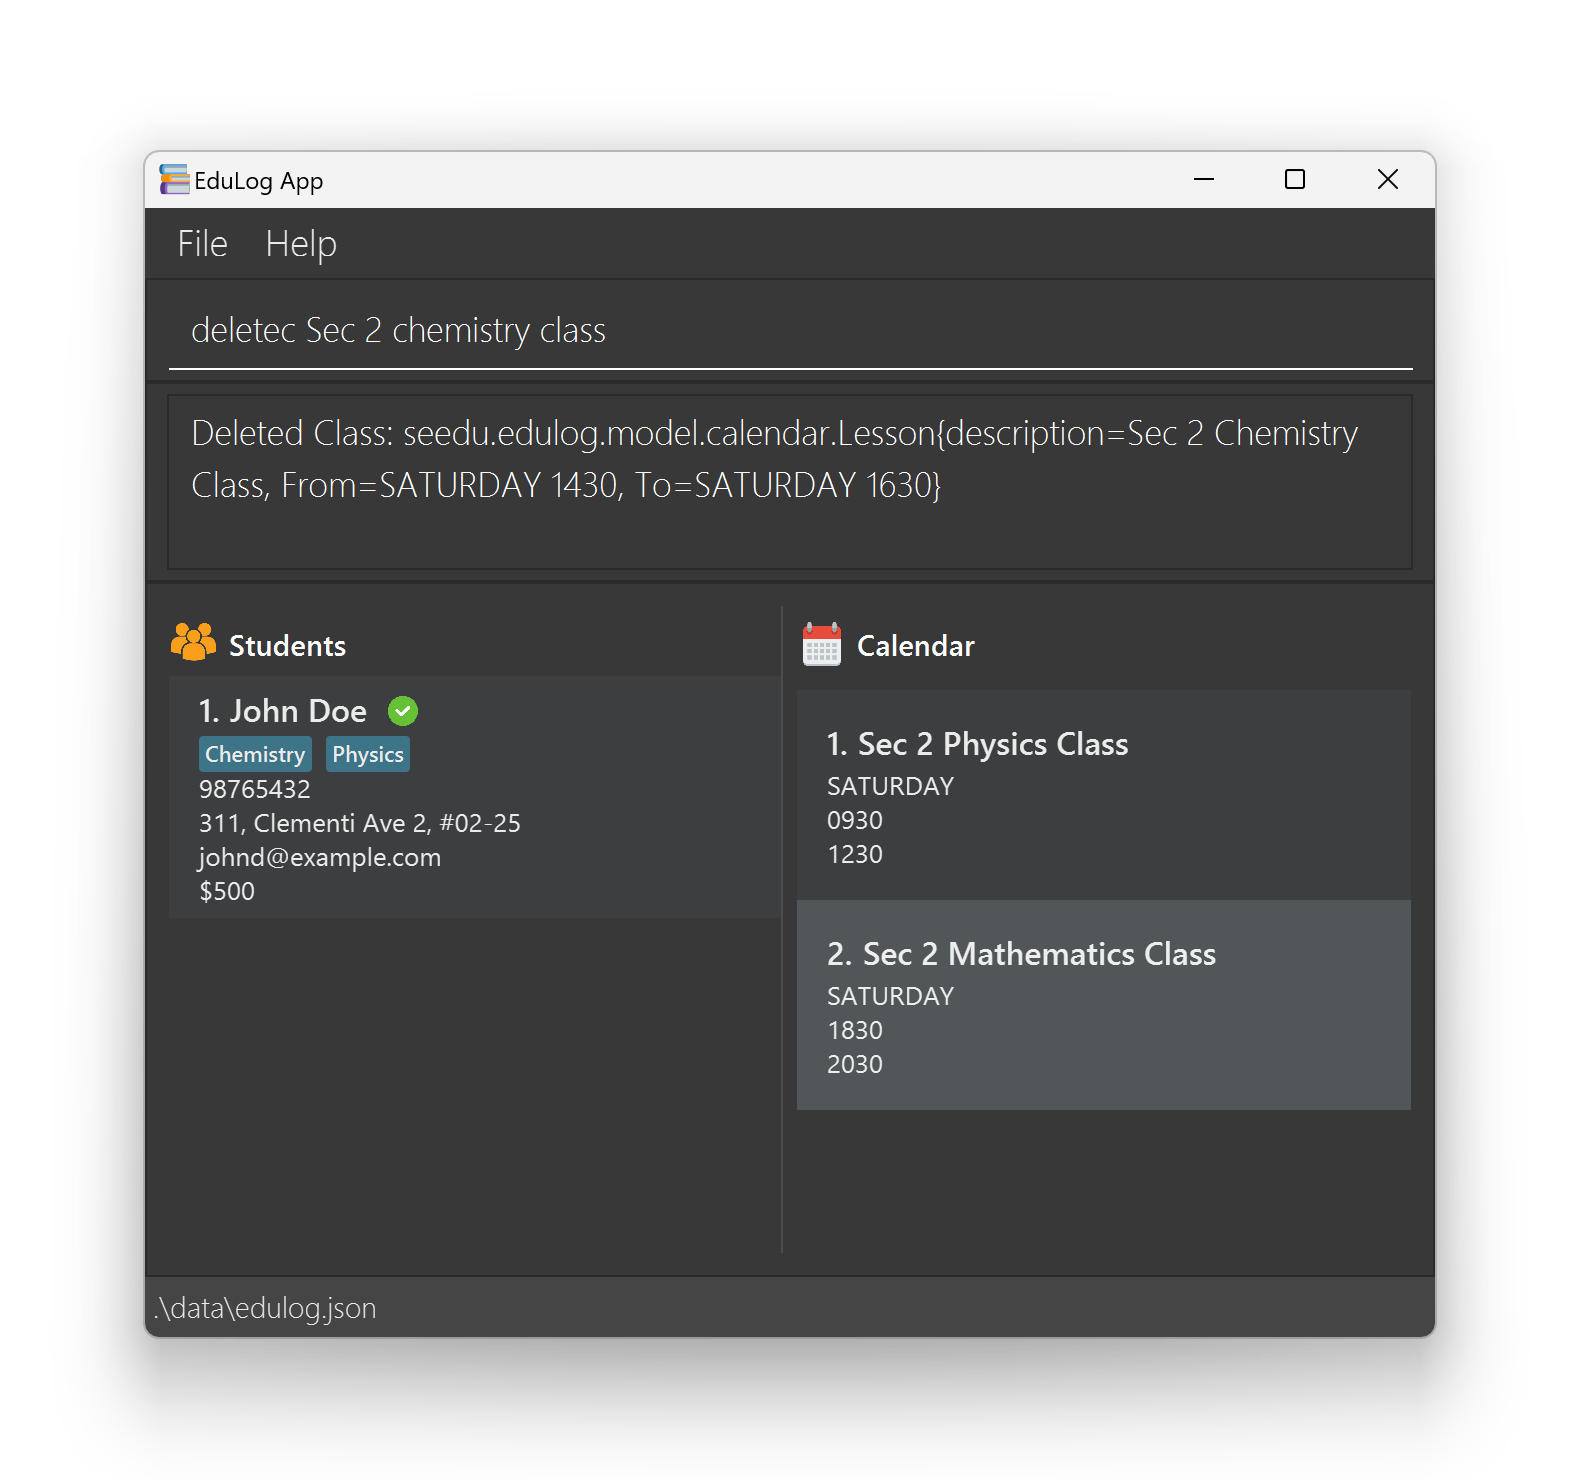 EduLog App
File Help
deletec Sec 2 chemistry class
Deleted Class: seedu.edulog.model.calendar.Lesson{description=Sec 2 Chemistry
Class, From=SATURDAY 1430, To=SATURDAY 1630}
Students
1. John Doe
Chemistry Physics
98765432
311, Clementi Ave 2, #02-25
johnd@example.com
$500
Calendar
1. Sec 2 Physics Class
SATURDAY
0930
1230
2. Sec 2 Mathematics Class
SATURDAY
1830
2030
.\data\edulog.json